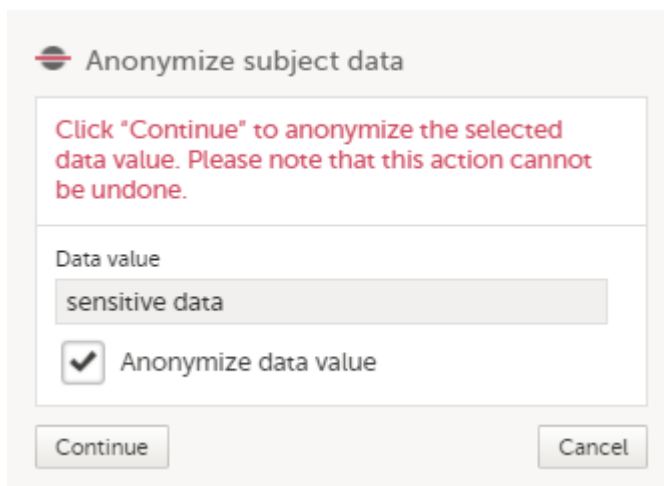 Anonymize subject data
Click "Continue" to anonymize the selected
data value. Please note that this action cannot
be undone.
Data value
sensitive data
Anonymize data value
Continue
Cancel